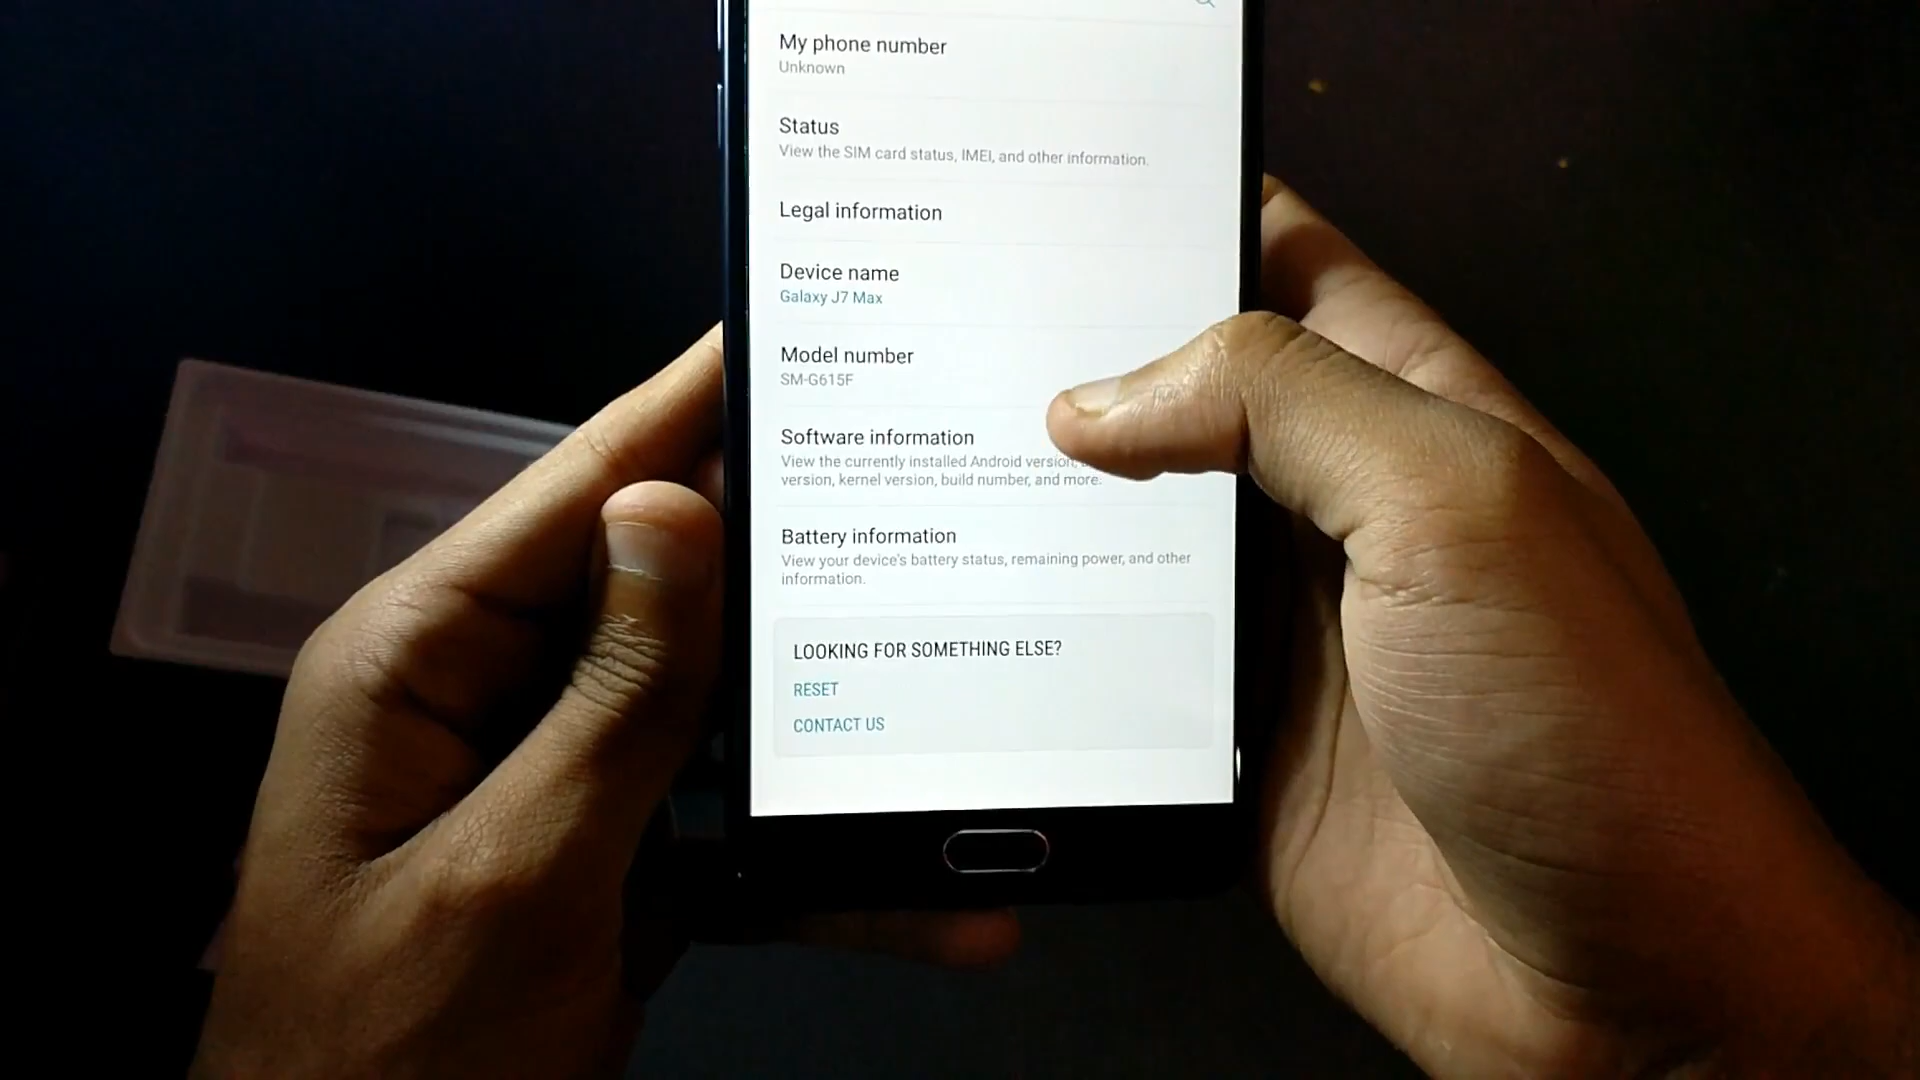 My phone number
Unknown
Status
View the SIM card status, IMEI, and other information.
Legal information
Device name
Galaxy J7 Max
Model number
SM-G615F
Software information
View the currently installed Android version,
version, kernel version, build number, and more.
Battery information
View your device's battery status, remaining power, and other
information.
LOOKING FOR SOMETHING ELSE?
RESET
CONTACT US